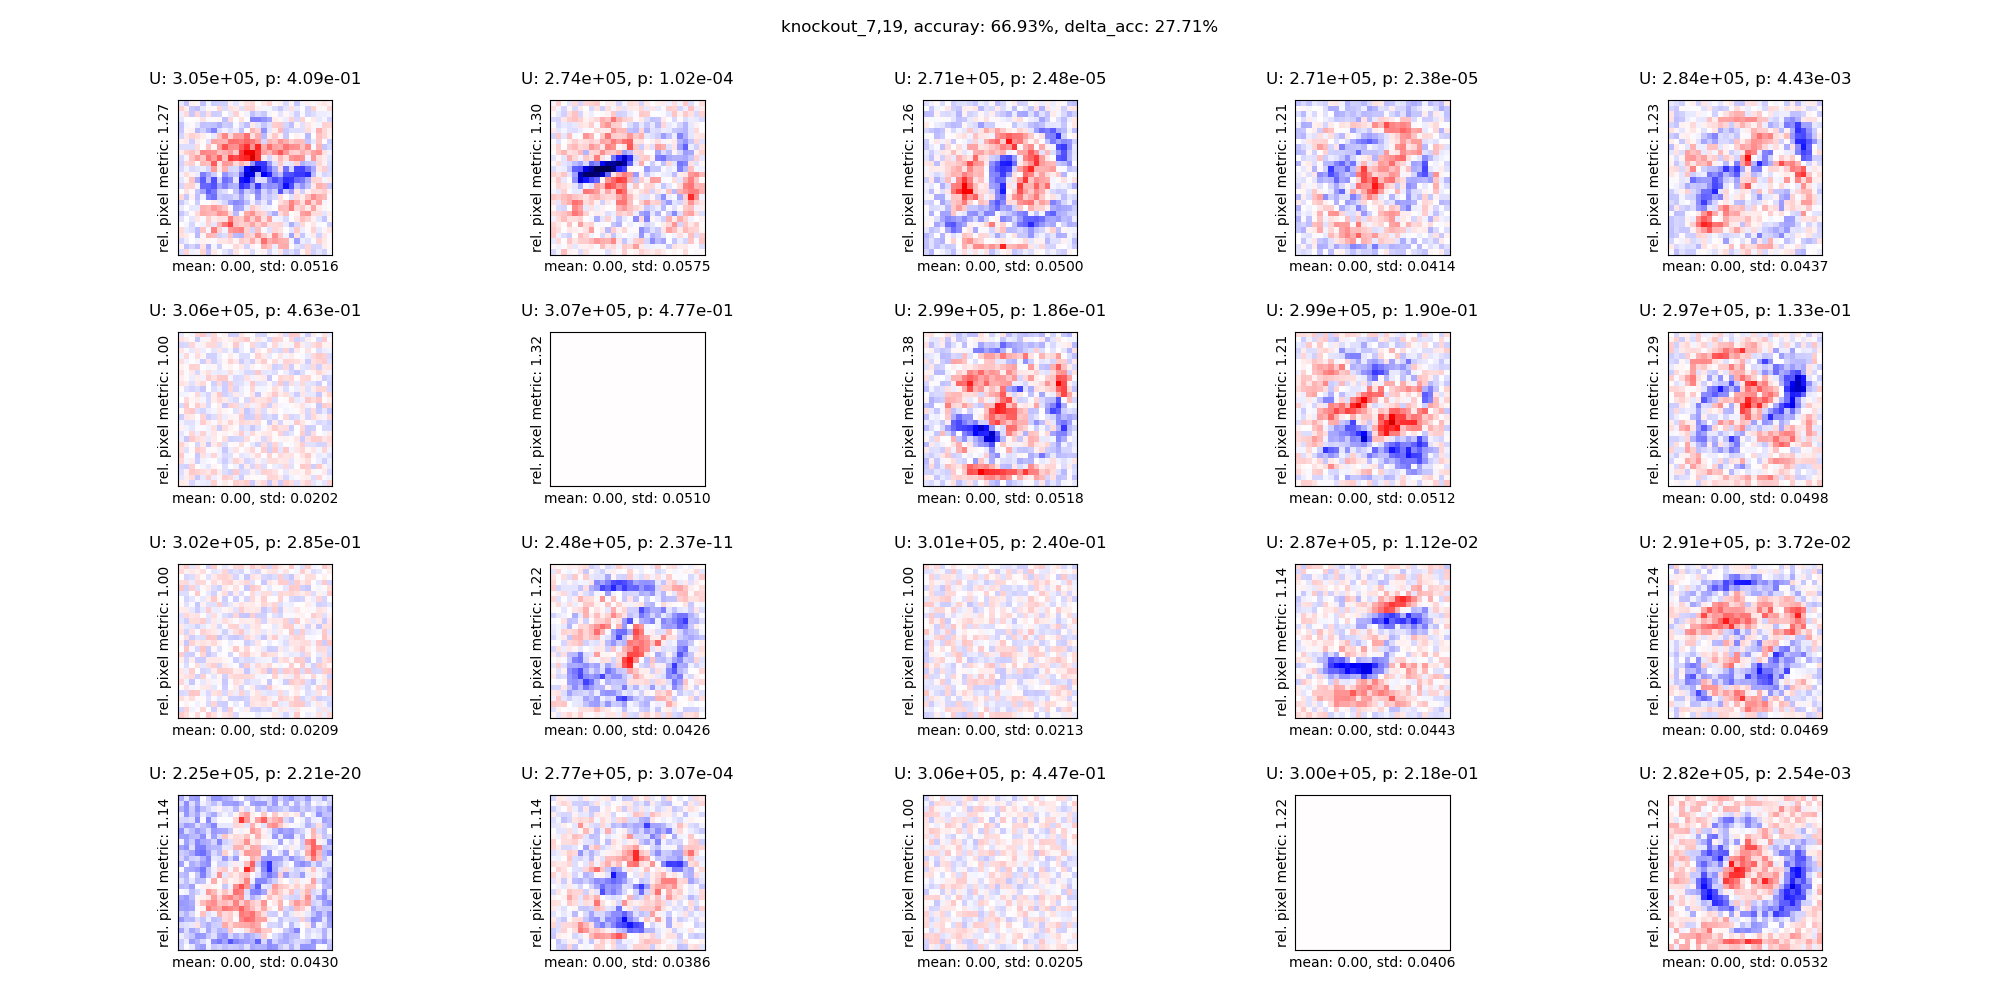 knockout_7,19, accuray: 66.93%, delta_acc: 27.71%
U: 3.05e+05, p: 4.09e-01
rel. pixel metric: 1.27
mean: 0.00, std: 0.0516
U: 2.74e+05, p: 1.02e-04
rel. pixel metric: 1.30
mean: 0.00, std: 0.0575
U: 2.71e+05, p: 2.48e-05
rel. pixel metric: 1.26
mean: 0.00, std: 0.0500
U: 2.71e+05, p: 2.38e-05
rel. pixel metric: 1.21
mean: 0.00, std: 0.0414
U: 2.84e+05, p: 4.43e-03
rel. pixel metric: 1.23
mean: 0.00, std: 0.0437
U: 3.06e+05, p: 4.63e-01
rel. pixel metric: 1.00
mean: 0.00, std: 0.0202
U: 3.07e+05, p: 4.77e-01
rel. pixel metric: 1.32
mean: 0.00, std: 0.0510
U: 2.99e+05, p: 1.86e-01
rel. pixel metric: 1.38
mean: 0.00, std: 0.0518
U: 2.99e+05, p: 1.90e-01
rel. pixel metric: 1.21
mean: 0.00, std: 0.0512
U: 2.97e+05, p: 1.33e-01
rel. pixel metric: 1.29
mean: 0.00, std: 0.0498
U: 3.02e+05, p: 2.85e-01
rel. pixel metric: 1.00
mean: 0.00, std: 0.0209
U: 2.48e+05, p: 2.37e-11
rel. pixel metric: 1.22
mean: 0.00, std: 0.0426
U: 3.01e+05, p: 2.40e-01
rel. pixel metric: 1.00
mean: 0.00, std: 0.0213
U: 2.87e+05, p: 1.12e-02
rel. pixel metric: 1.14
mean: 0.00, std: 0.0443
U: 2.91e+05, p: 3.72e-02
rel. pixel metric: 1.24
mean: 0.00, std: 0.0469
U: 2.25e+05, p: 2.21e-20
rel. pixel metric: 1.14
mean: 0.00, std: 0.0430
U: 2.77e+05, p: 3.07e-04
rel. pixel metric: 1.14
mean: 0.00, std: 0.0386
U: 3.06e+05, p: 4.47e-01
rel. pixel metric: 1.00
mean: 0.00, std: 0.0205
U: 3.00e+05, p: 2.18e-01
rel. pixel metric: 1.22
mean: 0.00, std: 0.0406
U: 2.82e+05, p: 2.54e-03
rel. pixel metric: 1.22
mean: 0.00, std: 0.0532